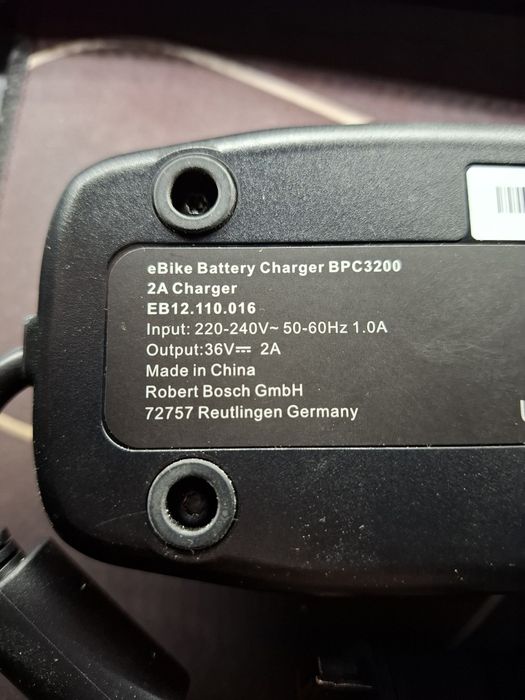 eBike Battery Charger BPC3200
2A Charger
EB12.110.016
Input: 220-240V~ 50-60Hz 1.0A
Output:36V⎓ 2A
Made in China
Robert Bosch GmbH
72757 Reutlingen Germany